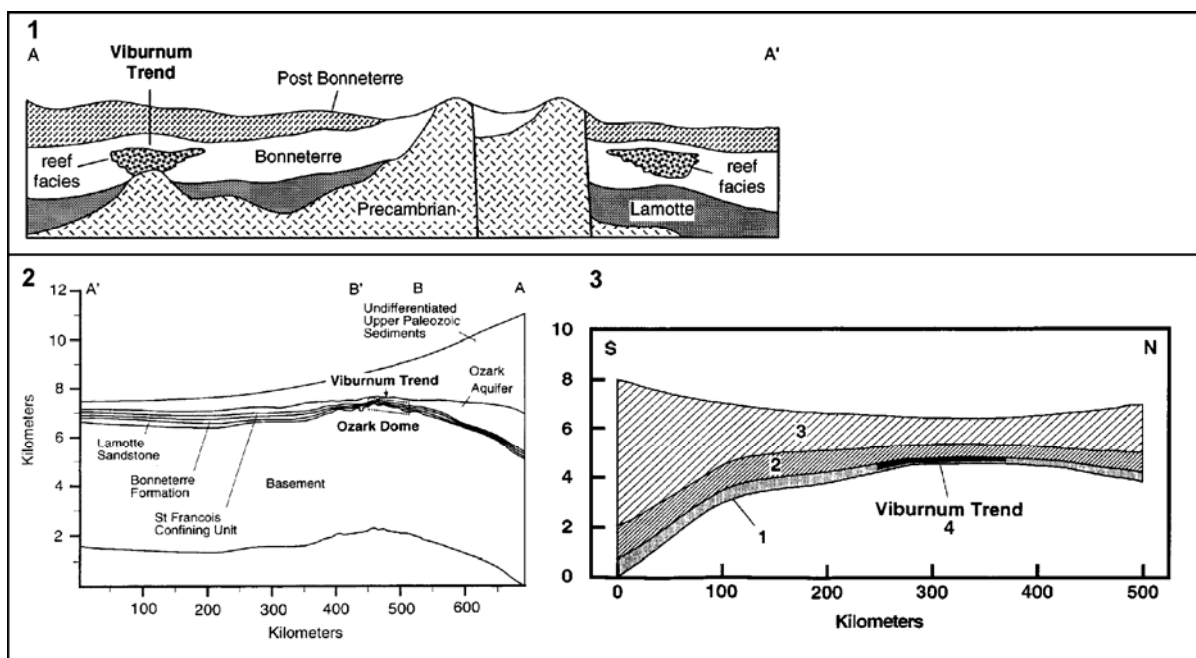 1
A
A'
Viburnum
Trend
Post Bonneterre
reef
facies
Bonneterre
reef
facies
Precambrian
Lamotte
2
12
10
8
6
4
2
Kilometers
A'
B'
B
A
Undifferentiated
Upper Paleozoic
Sediments
Ozark
Aquifer
Viburnum Trend
Ozark Dome
Lamotte
Sandstone
Bonneterre
Formation
St Francois
Confining Unit
Basement
100
200
300
400
500
600
Kilometers
3
10
8
6
4
2
0
S
N
3
2
1
Viburnum Trend
4
0
100
200
300
400
500
Kilometers